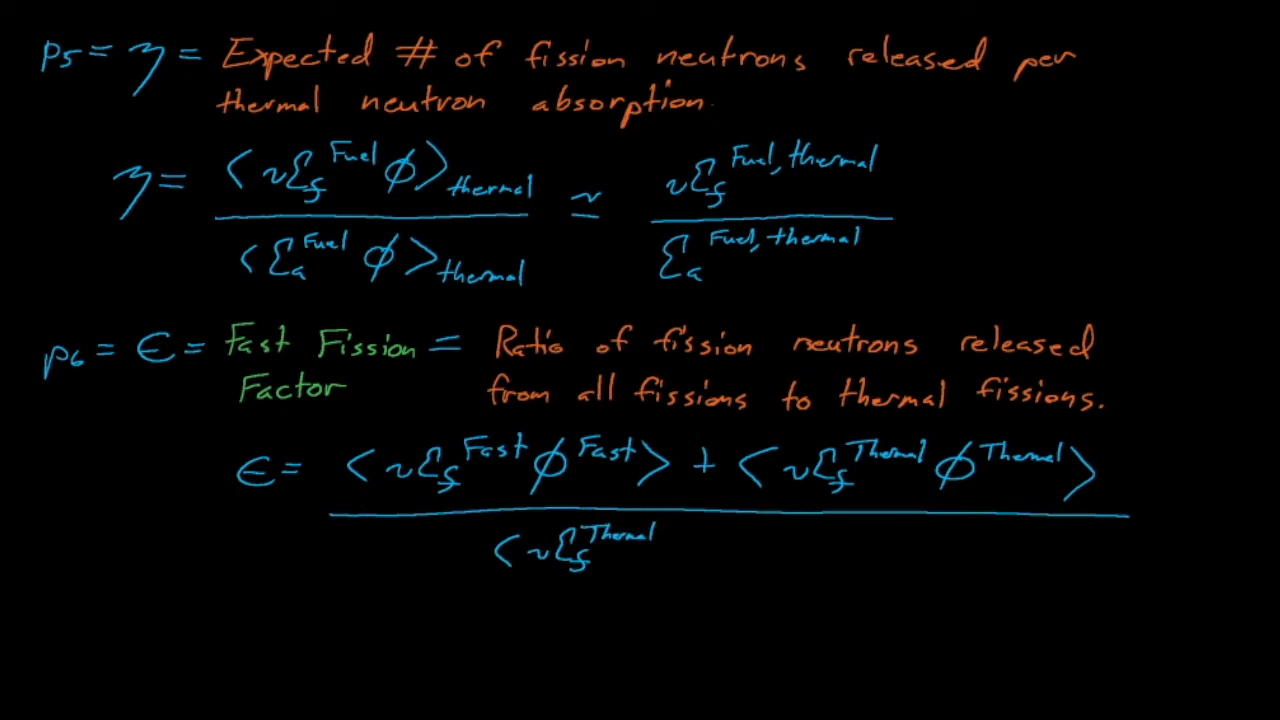 p5 = η = Expected # of fission neutrons released per
thermal neutron absorption.
η = <νΣf^Fuel ϕ>thermal / <Σa^Fuel ϕ>thermal ≃ νΣf^Fuel, thermal / Σa^Fuel, thermal
p6 = ϵ = Fast Fission = Ratio of fission neutrons released
Factor from all fissions to thermal fissions.
ϵ = <νΣf^Fast ϕ^Fast> + <νΣf^Thermal ϕ^Thermal> / <νΣf^Thermal